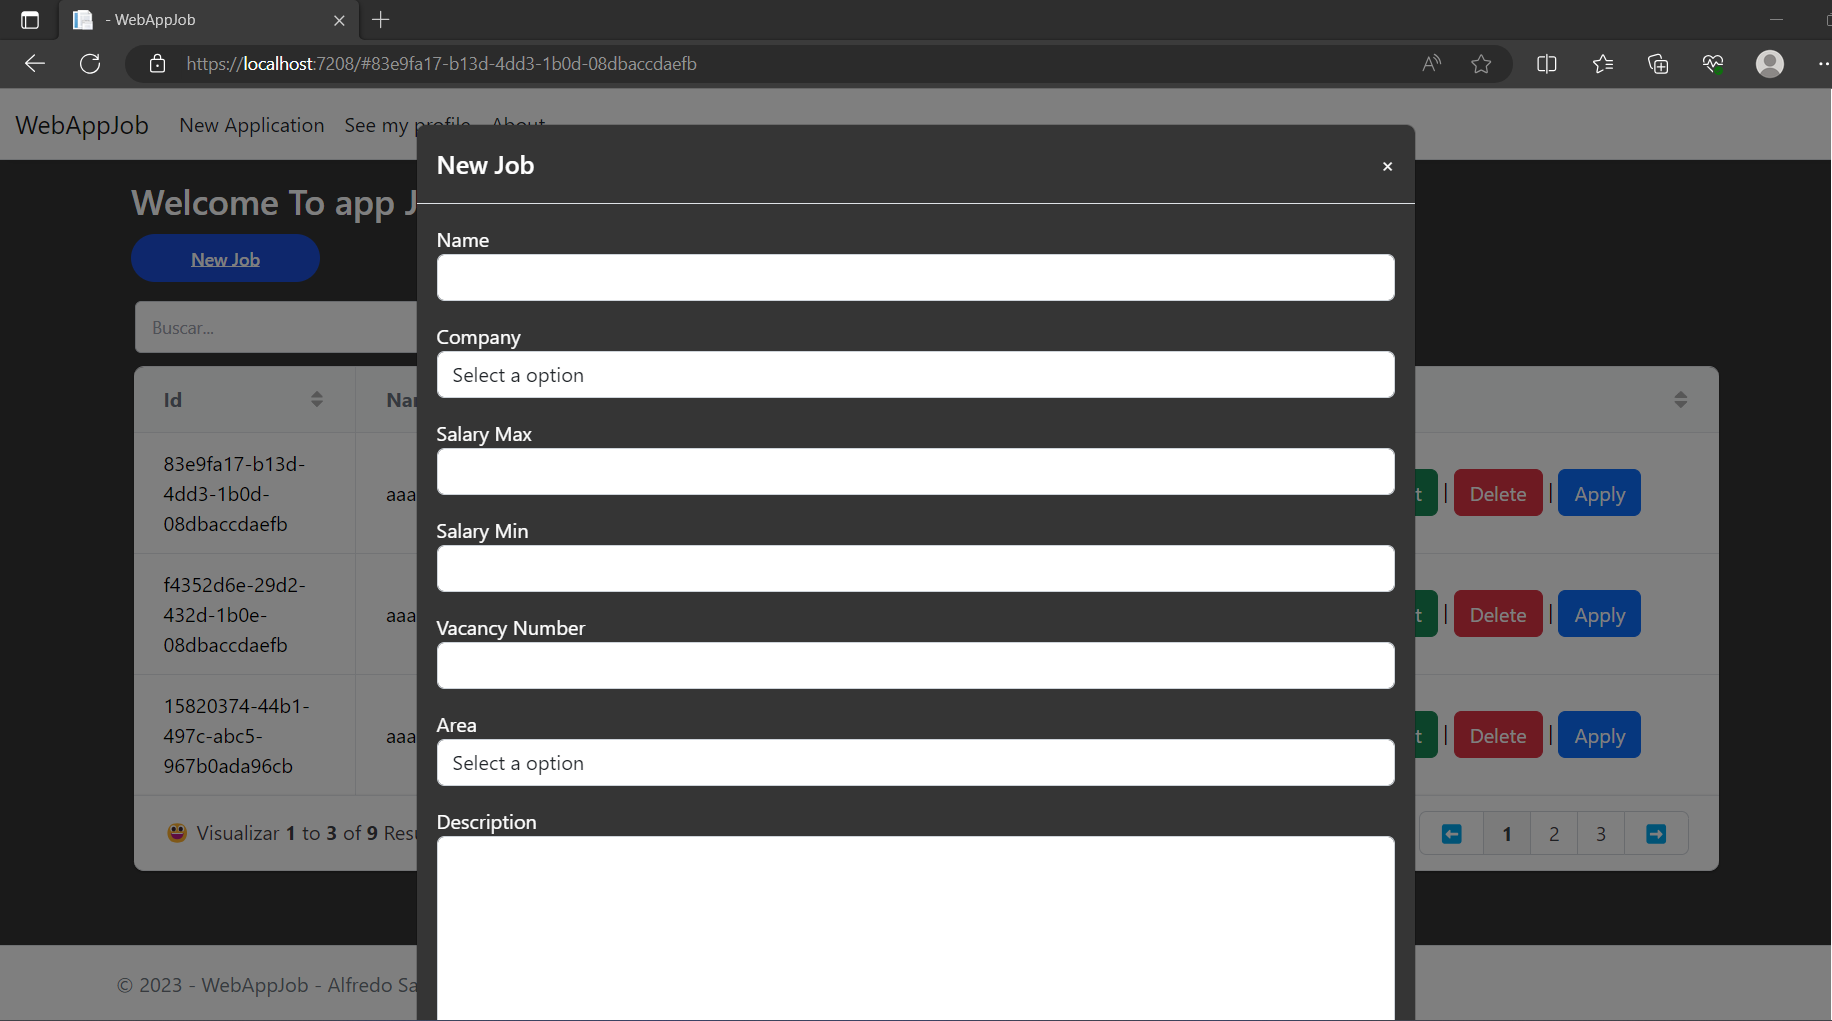 - WebAppJob
https://localhost:7208/#83e9fa17-b13d-4dd3-1b0d-08dbaccdaefb
WebAppJob New Application See my profile About
New Job
×
Welcome To app J
New Job
Buscar...
Name
Company
Select a option
Salary Max
Salary Min
Vacancy Number
Area
Select a option
Description
Id
83e9fa17-b13d-
4dd3-1b0d-
08dbaccdaefb
aaa
t | Delete | Apply
f4352d6e-29d2-
432d-1b0e-
08dbaccdaefb
aaa
t | Delete | Apply
15820374-44b1-
497c-abc5-
967b0ada96cb
aaa
t | Delete | Apply
Visualizar 1 to 3 of 9
1 2 3
© 2023 - WebAppJob - Alfredo Sa